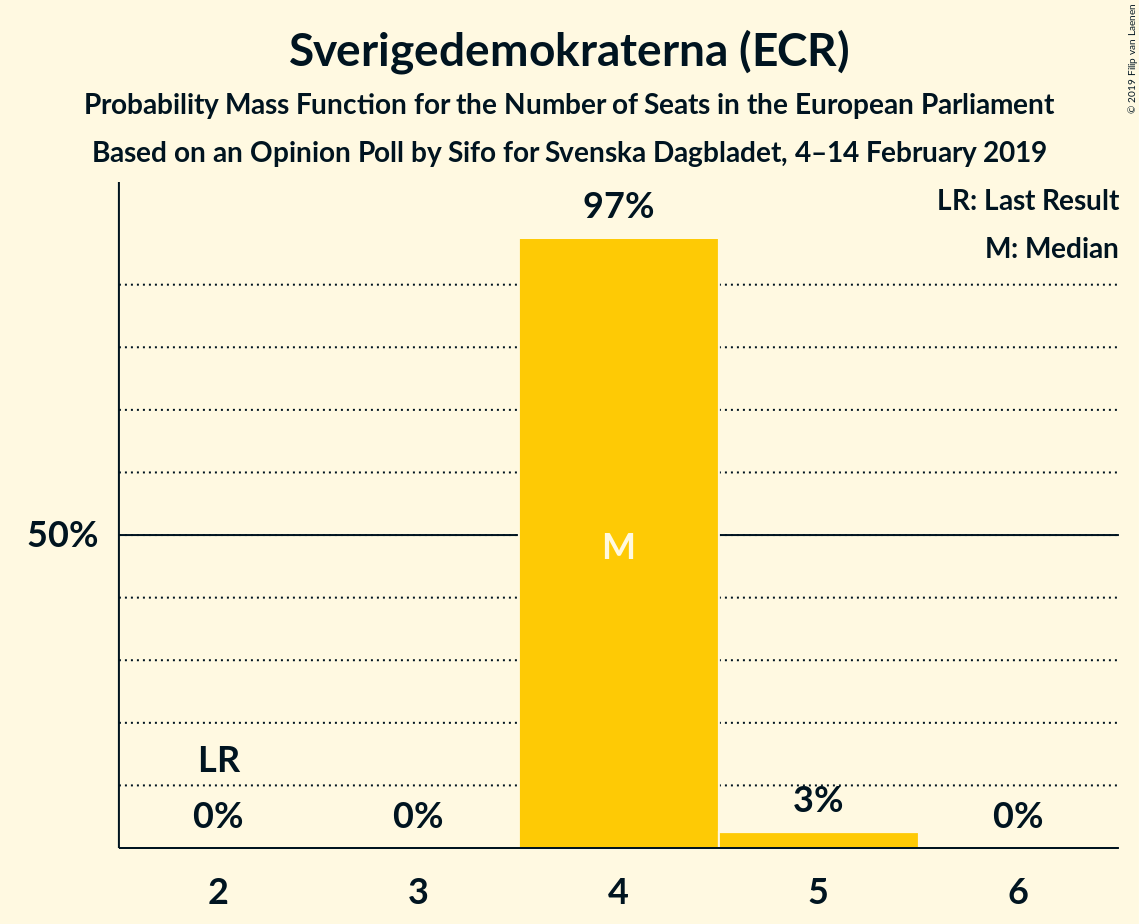 Sverigedemokraterna (ECR)
Probability Mass Function for the Number of Seats in the European Parliament
Based on an Opinion Poll by Sifo for Svenska Dagbladet, 4–14 February 2019
© 2019 Filip van Laenen
LR: Last Result
M: Median
97%
50%
M
LR
0%
0%
3%
0%
2
3
4
5
6